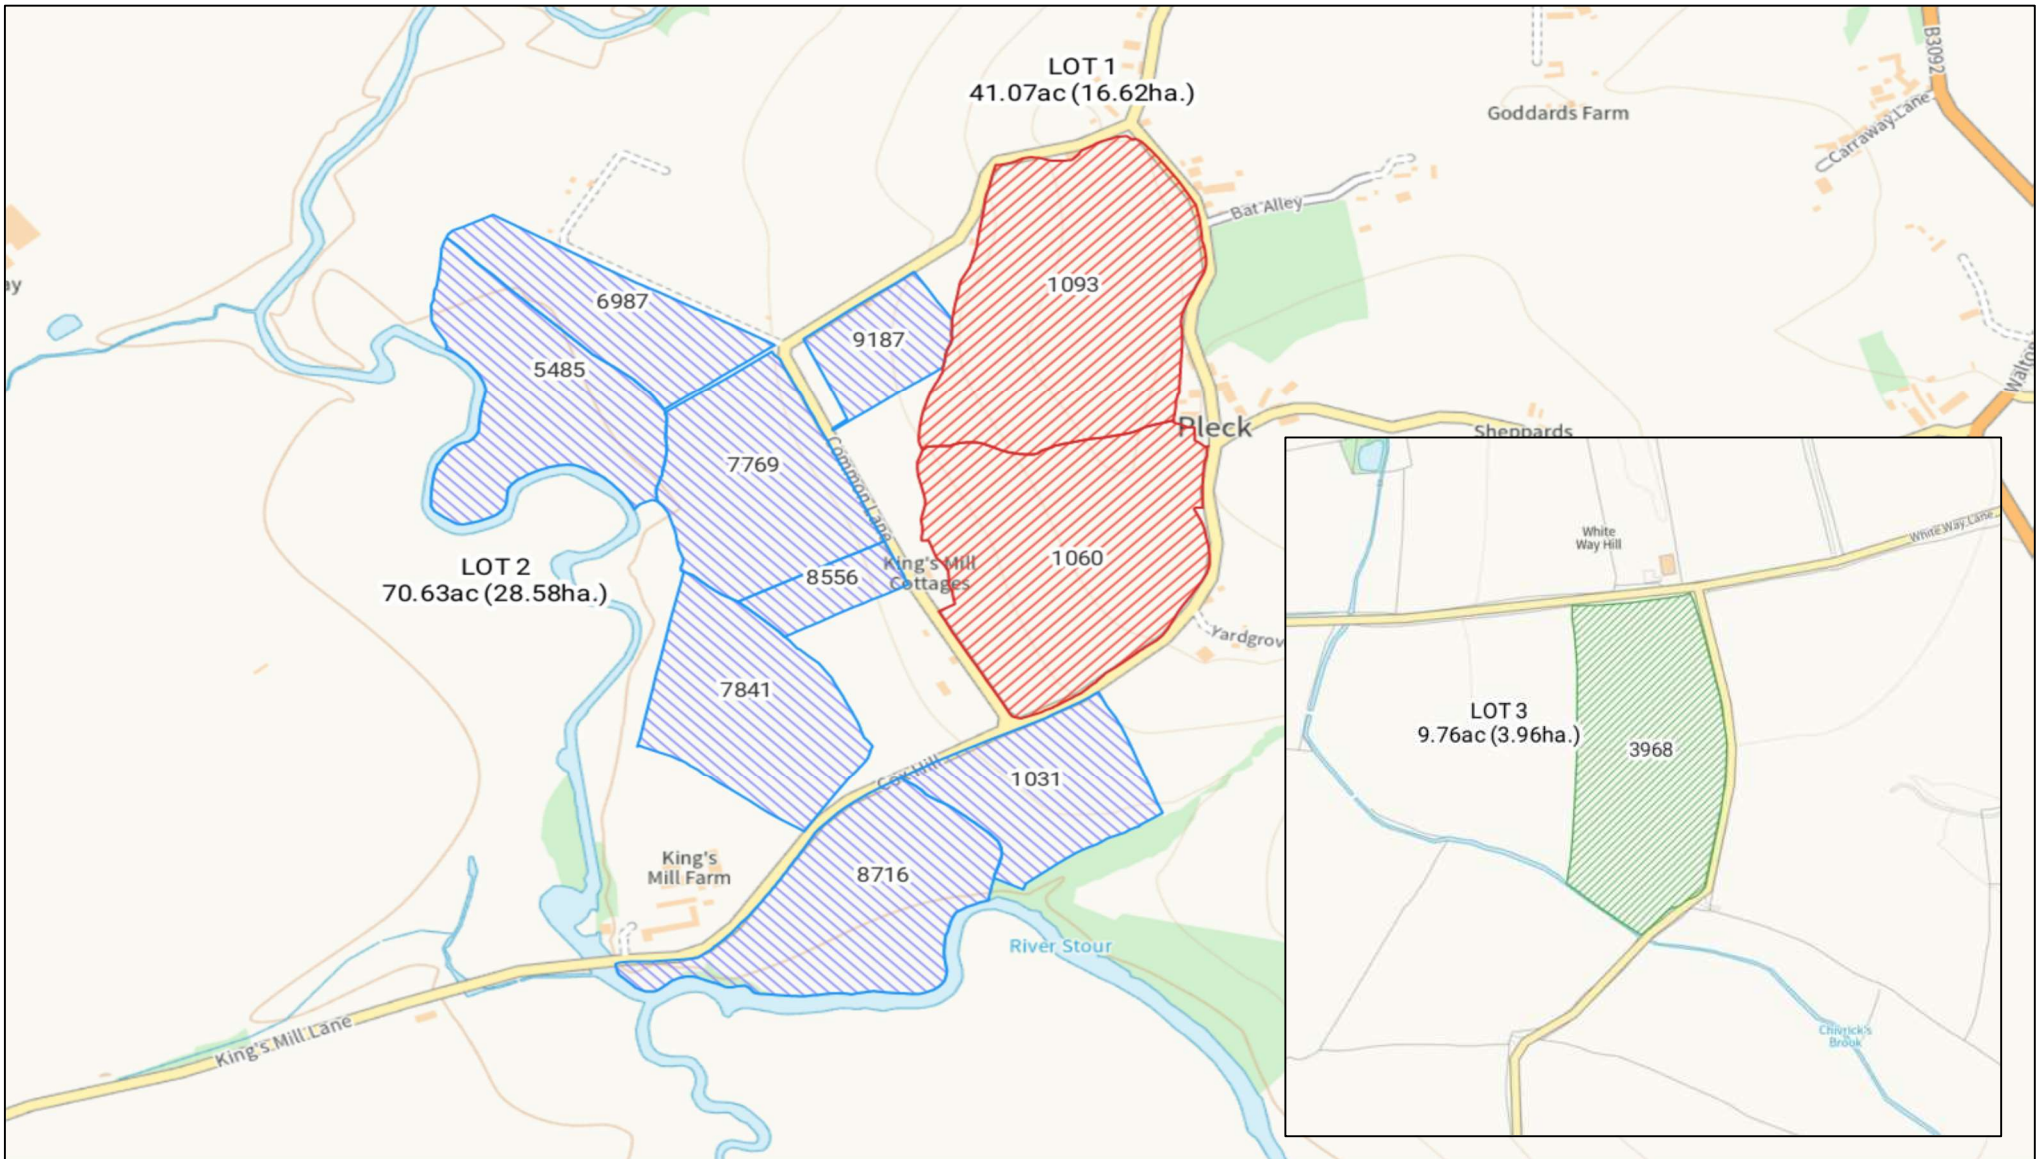 LOT 1
41.07ac (16.62ha.)
B3092
Goddards Farm
Carraway Lane
Bat Alley
1093
ay
6987
9187
5485
Walton
Pleck
Sheppards
7769
Common Lane
LOT 2
70.63ac (28.58ha.)
King's Mill
Cottages
1060
8556
Yardgrov
7841
Cox Hill
1031
King's
Mill Farm
8716
River Stour
King's Mill Lane
White
Way Hill
White Way Lane
LOT 3
9.76ac (3.96ha.)
3968
Chivrick's
Brook